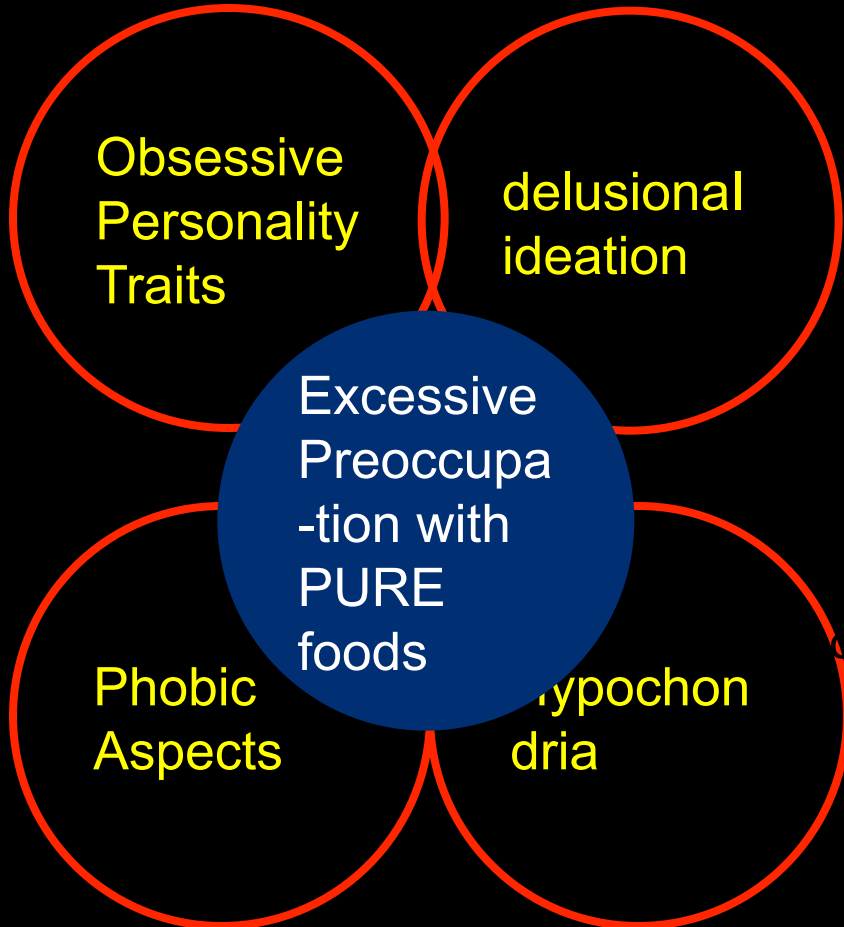 Obsessive
Personality
Traits
delusional
ideation
Excessive
Preoccupa
-tion with
PURE
foods
Phobic
Aspects
ypochon
dria